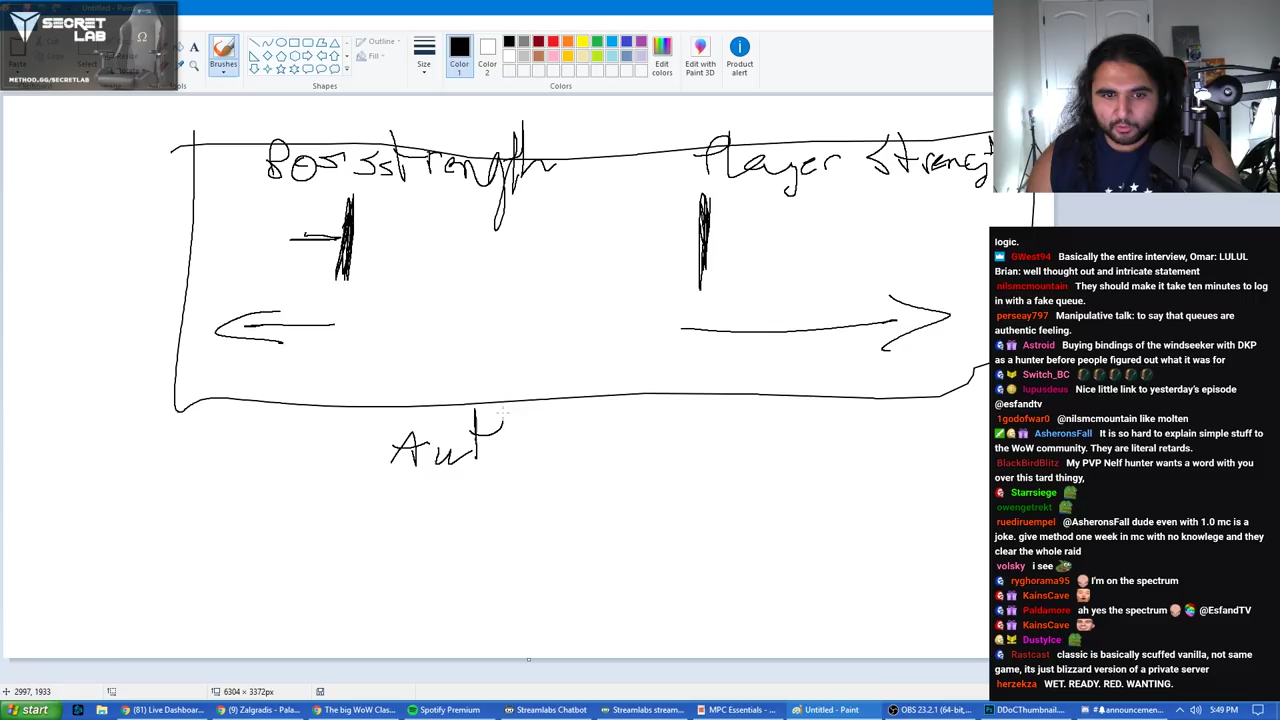 Untitled - Paint
SECRET
LAB
METHOD.GG/SECRETLAB
Paste
Select
A
Brushes
Shapes
Outline
Fill
Size
Color
1
Color
2
Colors
Edit
colors
Edit with
Paint 3D
Product
alert
Boss strength
Player strengt
Aut
logic.
GWest94 Basically the entire interview, Omar: LULUL
Brian: well thought out and intricate statement
nilsmcmountain They should make it take ten minutes to log
in with a fake queue.
perseay797 Manipulative talk: to say that queues are
authentic feeling.
Astroid Buying bindings of the windseeker with DKP
as a hunter before people figured out what it was for
Switch_BC
lupusdeus Nice little link to yesterday's episode
@esfandtv
1godofwar0 @nilsmcmountain like molten
AsheronsFall It is so hard to explain simple stuff to
the WoW community. They are literal retards.
BlackBirdBlitz My PVP Nelf hunter wants a word with you
over this tard thingy,
Starrsiege
owengetrekt
ruediruempel @AsheronsFall dude even with 1.0 mc is a
joke. give method one week in mc with no knowlege and they
clear the whole raid
volsky i see
ryghorama95 I'm on the spectrum
KainsCave
Paldamore ah yes the spectrum @EsfandTV
KainsCave
DustyIce
Rastcast classic is basically scuffed vanilla, not same
game, its just blizzard version of a private server
herzekza WET. READY. RED. WANTING.
2997, 1933
6304 × 3372px
start
(81) Live Dashboar...
(9) Zalgradis - Pala...
The big WoW Clas...
Spotify Premium
Streamlabs Chatbot
Streamlabs stream...
MPC Essentials - ...
Untitled - Paint
OBS 23.2.1 (64-bit,...
DDoCThumbnail....
#announcemen...
5:49 PM